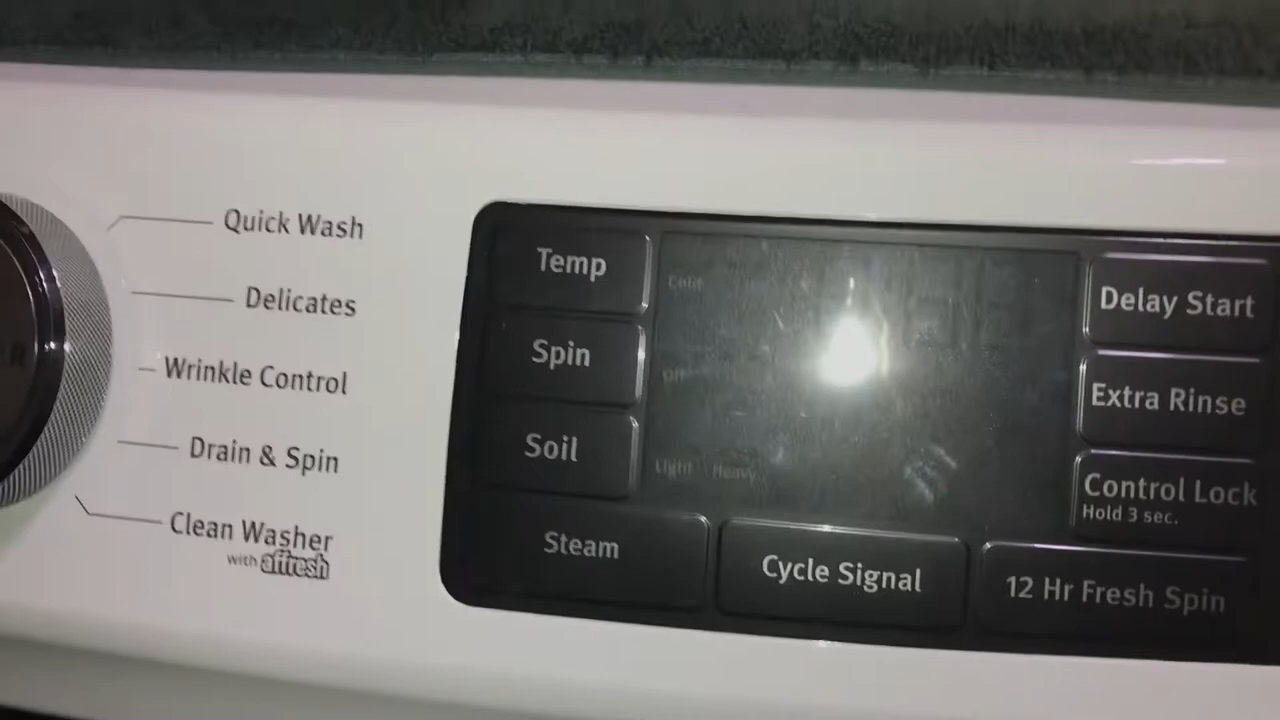 Quick Wash
Delicates
Wrinkle Control
Drain & Spin
Clean Washer
with affresh
Temp
Spin
Soil
Steam
Cold
Off
Light Heavy
Cycle Signal
12 Hr Fresh Spin
Delay Start
Extra Rinse
Control Lock
Hold 3 sec.